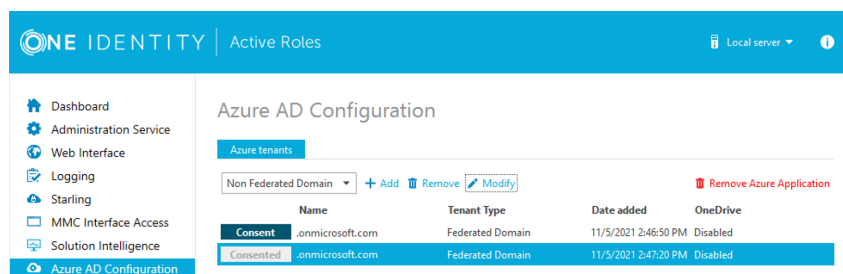 ONE IDENTITY Active Roles Local server
Dashboard
Administration Service
Web Interface
Logging
Starling
MMC Interface Access
Solution Intelligence
Azure AD Configuration
Azure AD Configuration
Azure tenants
Non Federated Domain Add Remove Modify Remove Azure Application
Name Tenant Type Date added OneDrive
Consent .onmicrosoft.com Federated Domain 11/5/2021 2:46:50 PM Disabled
Consented .onmicrosoft.com Federated Domain 11/5/2021 2:47:20 PM Disabled